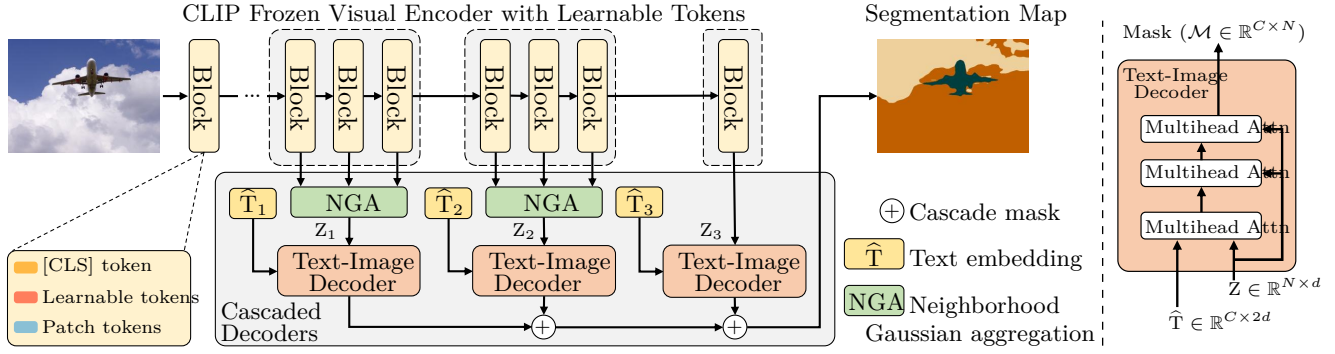 CLIP Frozen Visual Encoder with Learnable Tokens
Segmentation Map
Block
...
Block
Block
Block
Block
Block
Block
Block
T̂₁
NGA
T̂₂
NGA
T̂₃
Z₁
Z₂
Z₃
Text-Image
Decoder
Text-Image
Decoder
Text-Image
Decoder
Cascaded
Decoders
+
+
[CLS] token
Learnable tokens
Patch tokens
+ Cascade mask
T̂ Text embedding
NGA Neighborhood
Gaussian aggregation
Mask (ℳ ∈ ℝ^{C×N})
Text-Image
Decoder
Multihead Attn
Multihead Attn
Multihead Attn
Z ∈ ℝ^{N×d}
T̂ ∈ ℝ^{C×2d}